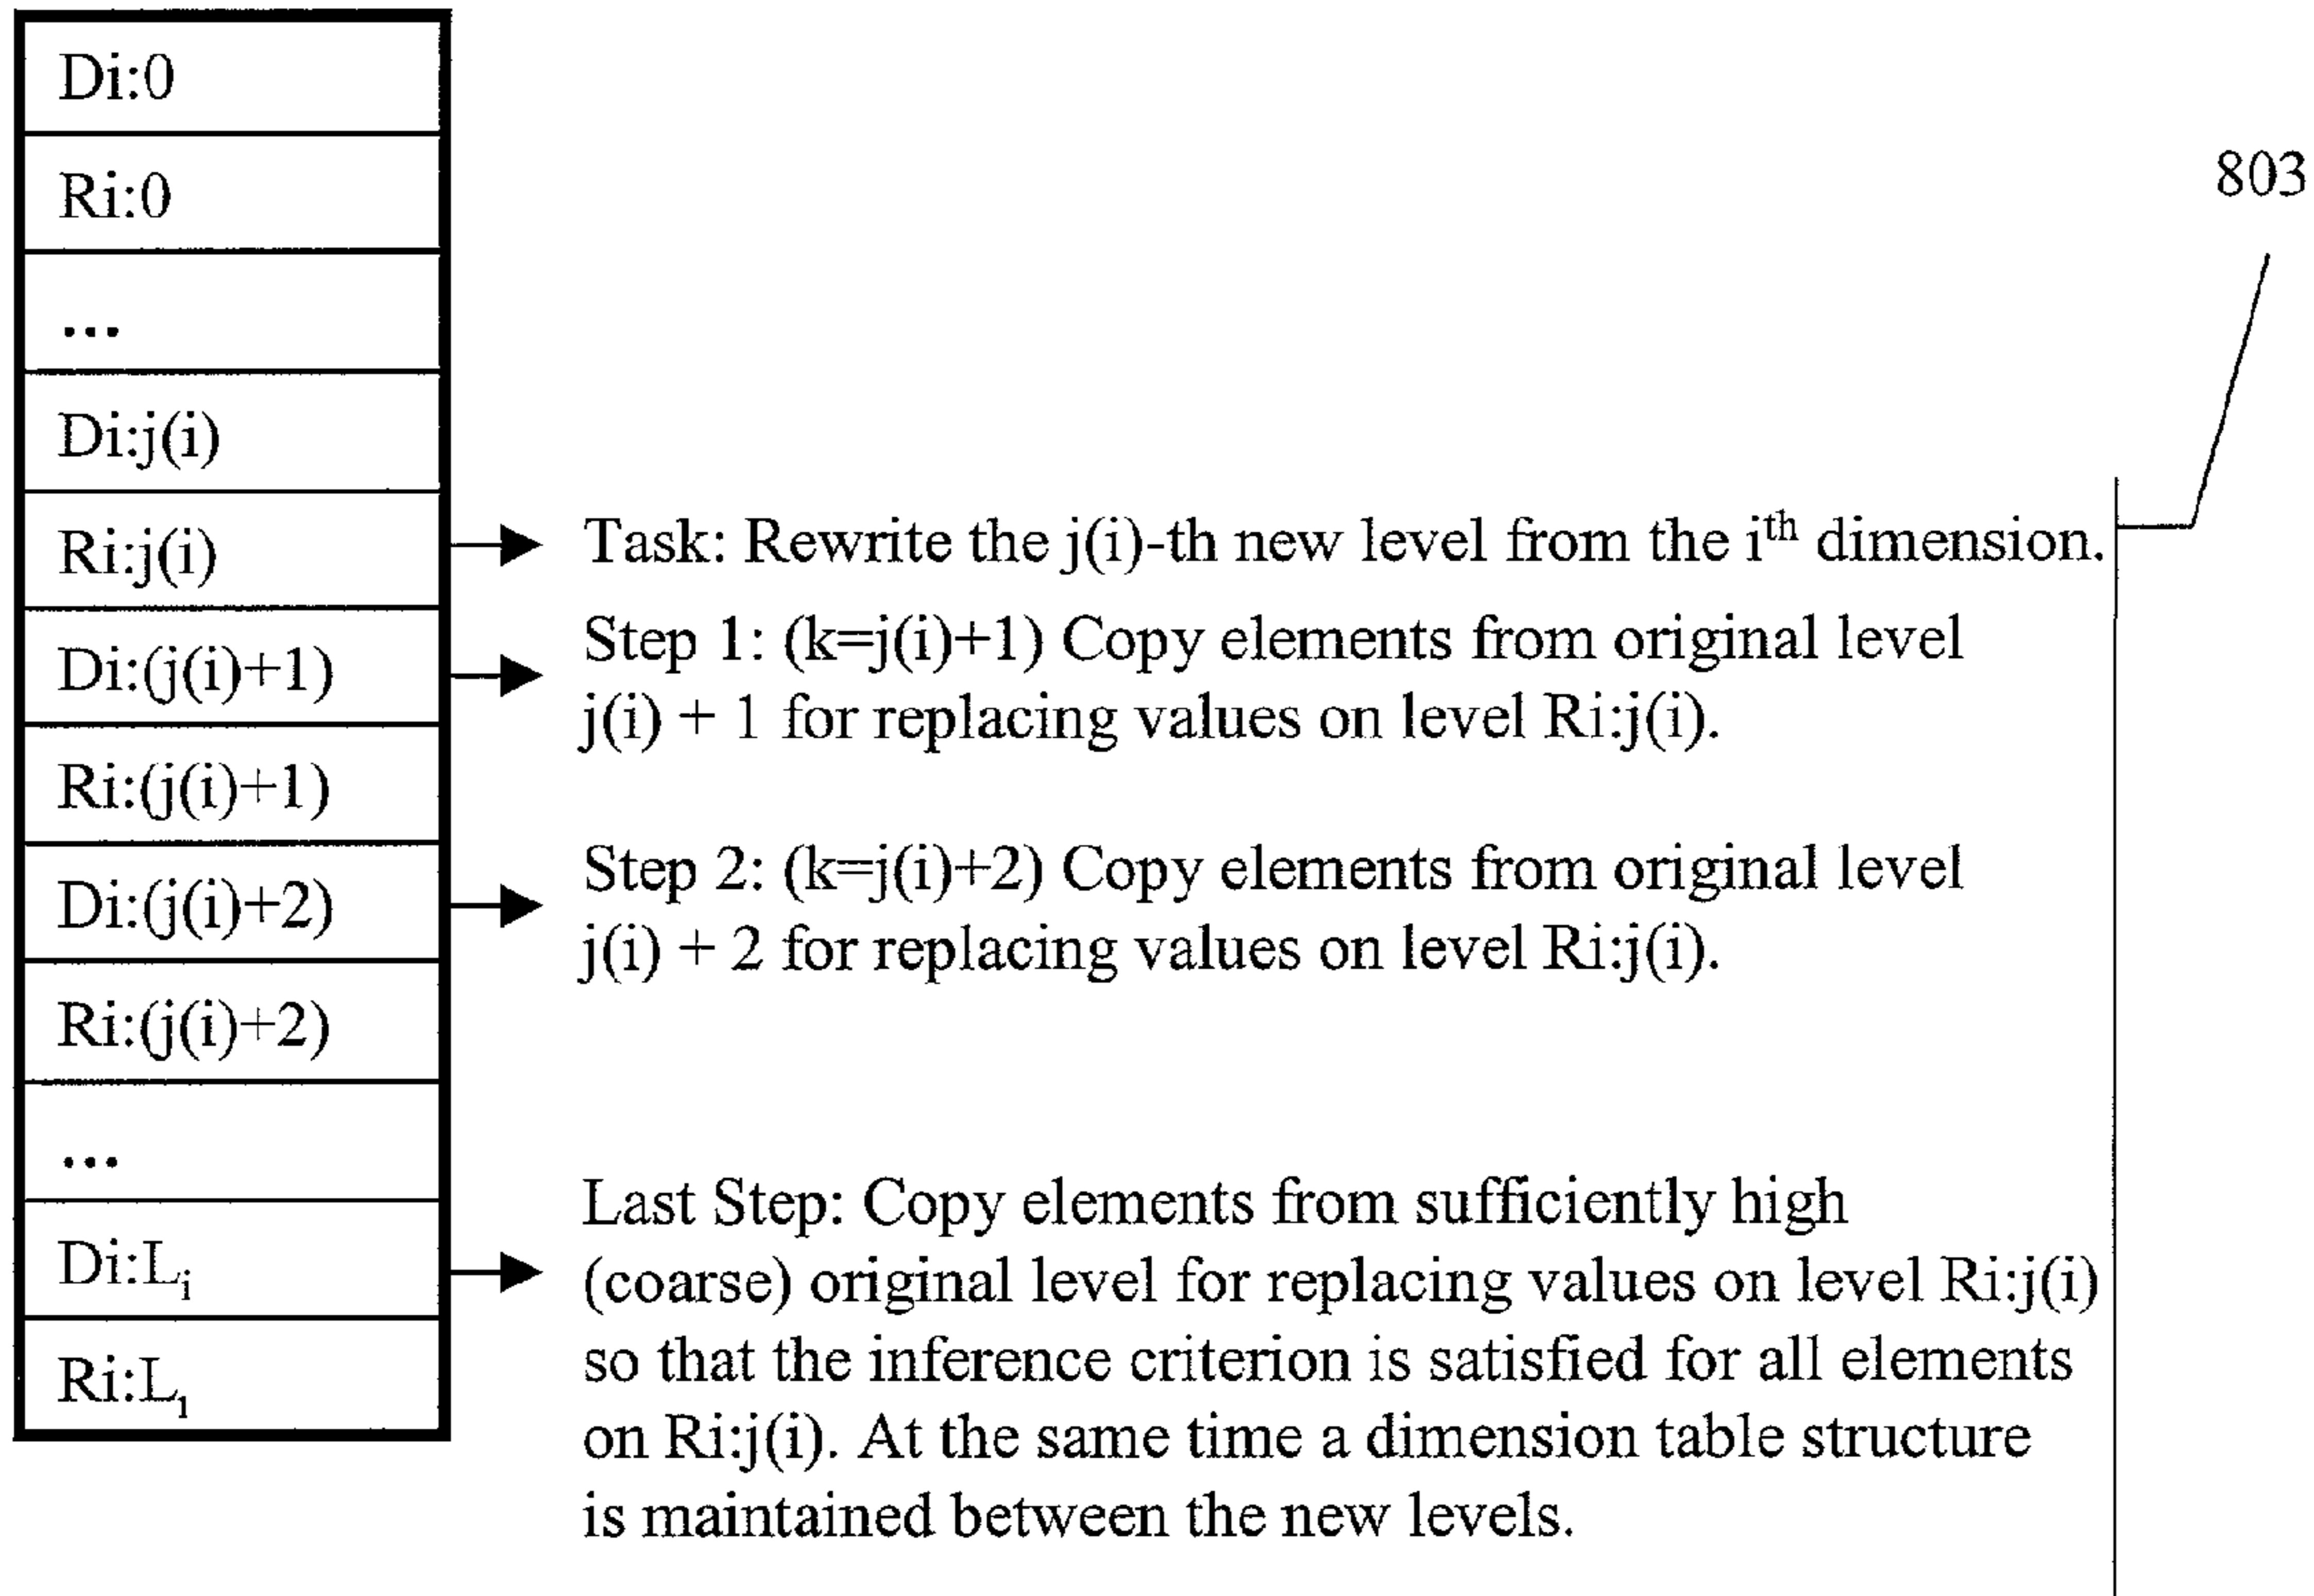 Di:0
Ri:0
...
Di:j(i)
Ri:j(i)
Di:(j(i)+1)
Ri:(j(i)+1)
Di:(j(i)+2)
Ri:(j(i)+2)
...
Di:Li
Ri:Li
803
Task: Rewrite the j(i)-th new level from the ith dimension.
Step 1: (k=j(i)+1) Copy elements from original level
j(i) + 1 for replacing values on level Ri:j(i).
Step 2: (k=j(i)+2) Copy elements from original level
j(i) + 2 for replacing values on level Ri:j(i).
Last Step: Copy elements from sufficiently high
(coarse) original level for replacing values on level Ri:j(i)
so that the inference criterion is satisfied for all elements
on Ri:j(i). At the same time a dimension table structure
is maintained between the new levels.